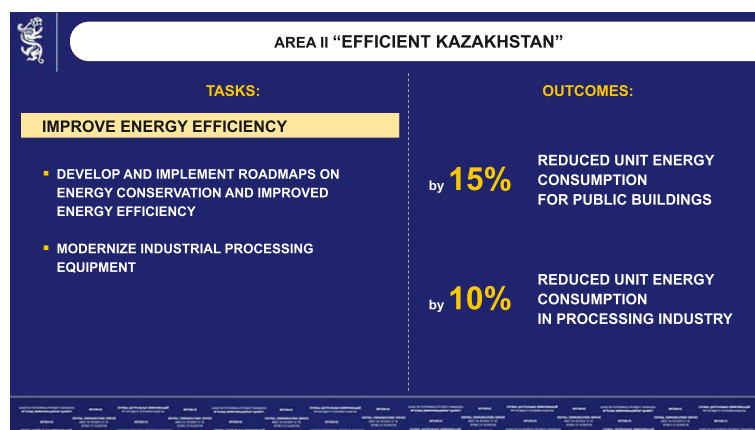 AREA II “EFFICIENT KAZAKHSTAN”
TASKS:
IMPROVE ENERGY EFFICIENCY
DEVELOP AND IMPLEMENT ROADMAPS ON
ENERGY CONSERVATION AND IMPROVED
ENERGY EFFICIENCY
MODERNIZE INDUSTRIAL PROCESSING
EQUIPMENT
OUTCOMES:
by 15%
REDUCED UNIT ENERGY
CONSUMPTION
FOR PUBLIC BUILDINGS
by 10%
REDUCED UNIT ENERGY
CONSUMPTION
IN PROCESSING INDUSTRY